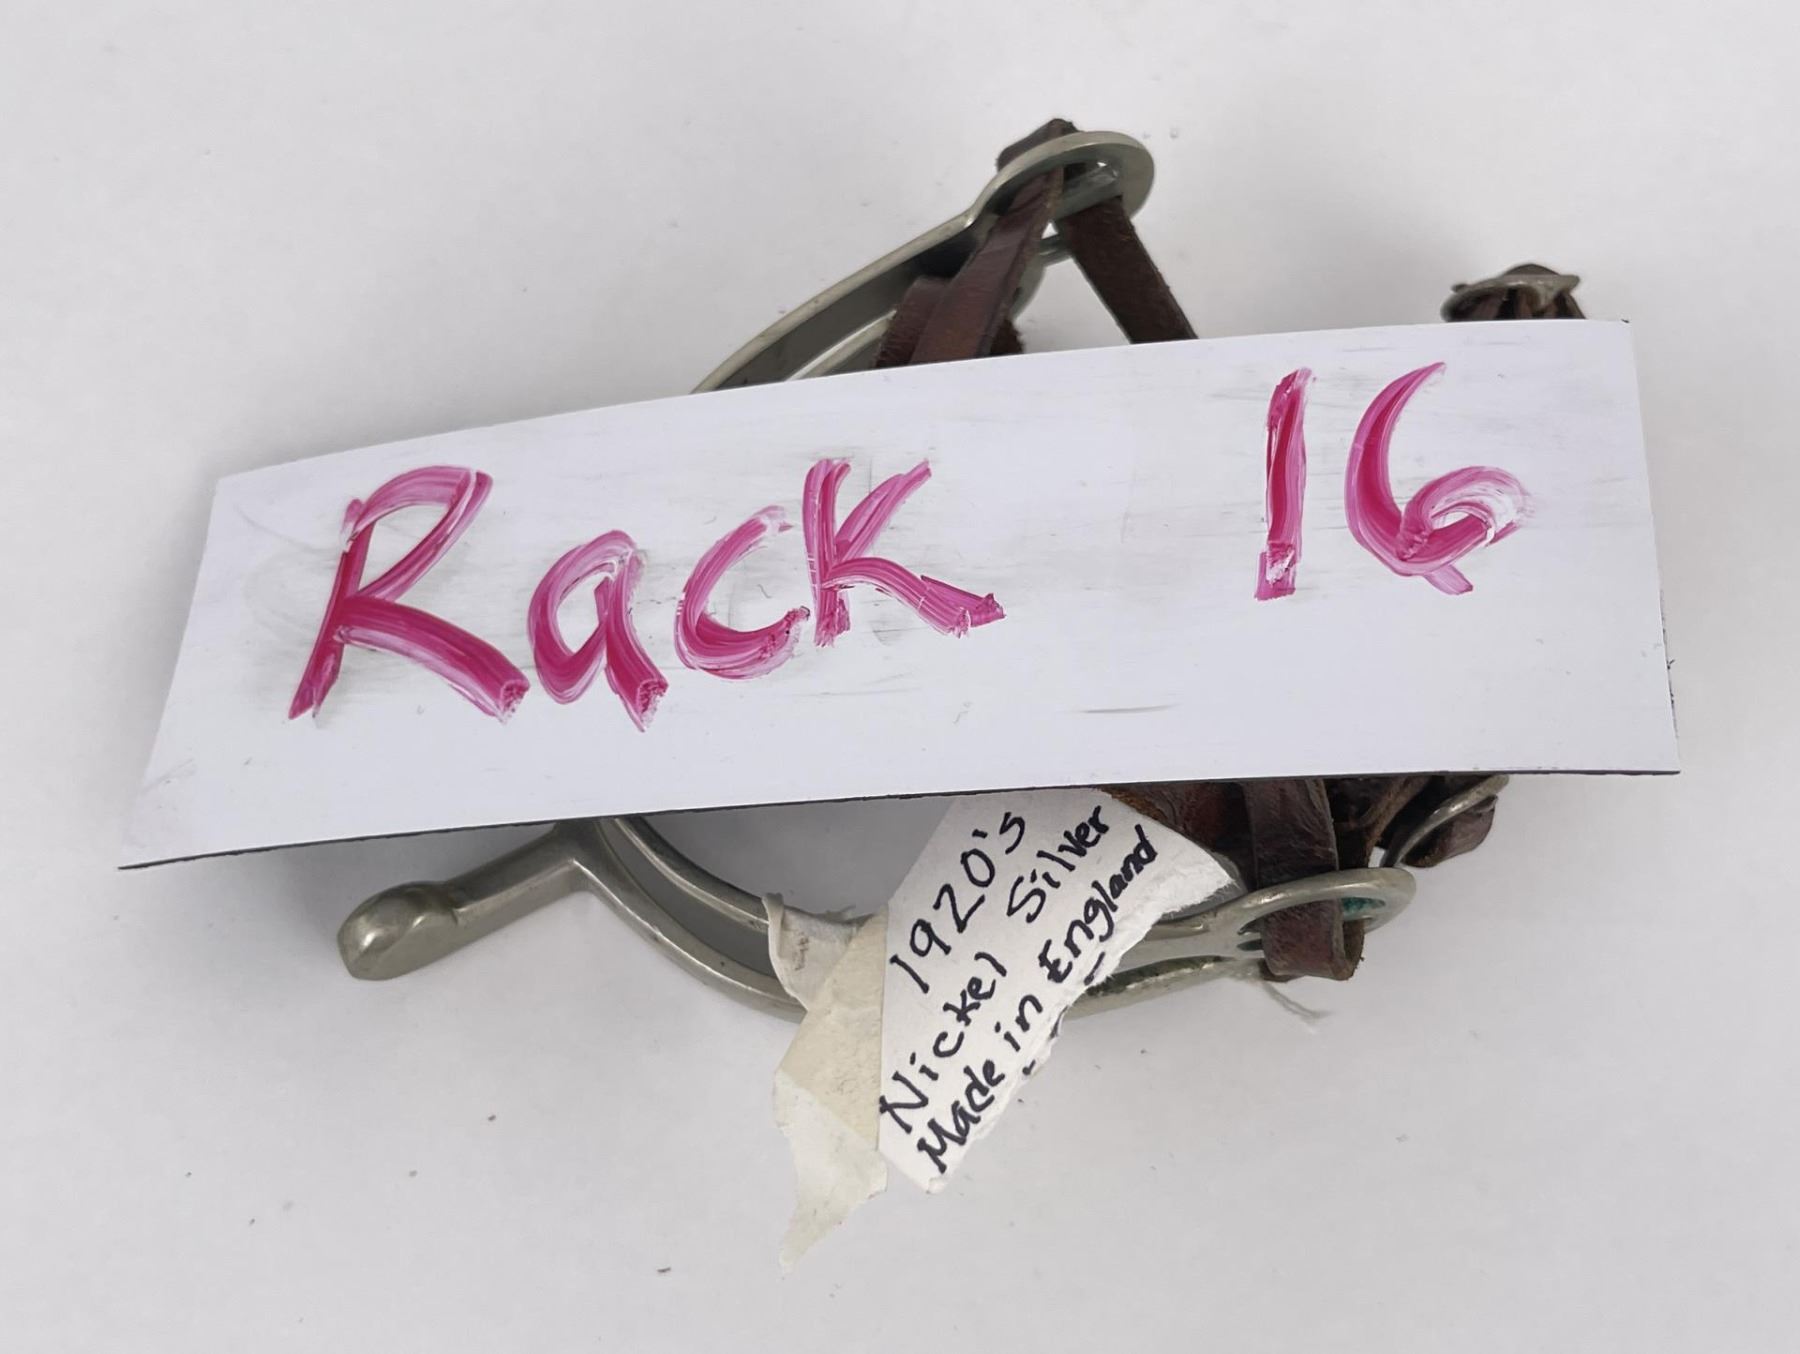 Rack 16
1920's
Nickel Silver
Made in England